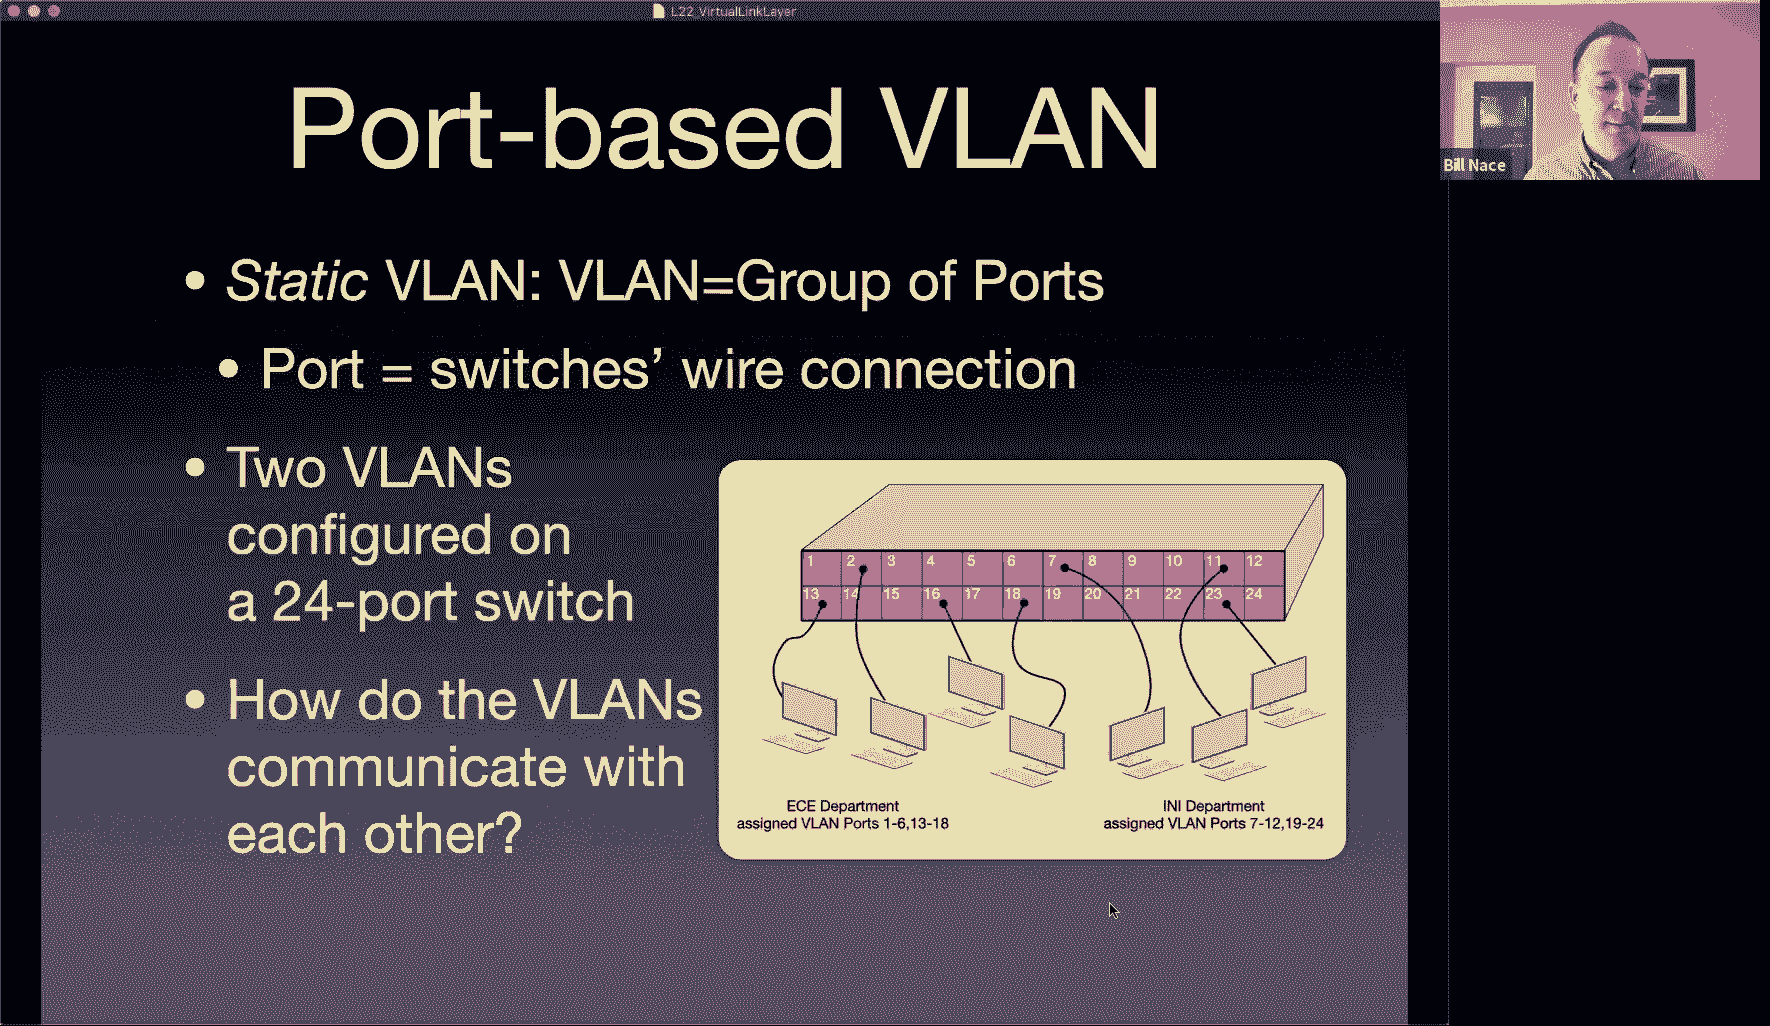 L22_VirtualLinkLayer
Port-based VLAN
Bill Nace
• Static VLAN: VLAN=Group of Ports
• Port = switches’ wire connection
• Two VLANs
configured on
a 24-port switch
• How do the VLANs
communicate with
each other?
1 2 3 4 5 6 7 8 9 10 11 12
13 14 15 16 17 18 19 20 21 22 23 24
ECE Department
assigned VLAN Ports 1-6,13-18
INI Department
assigned VLAN Ports 7-12,19-24